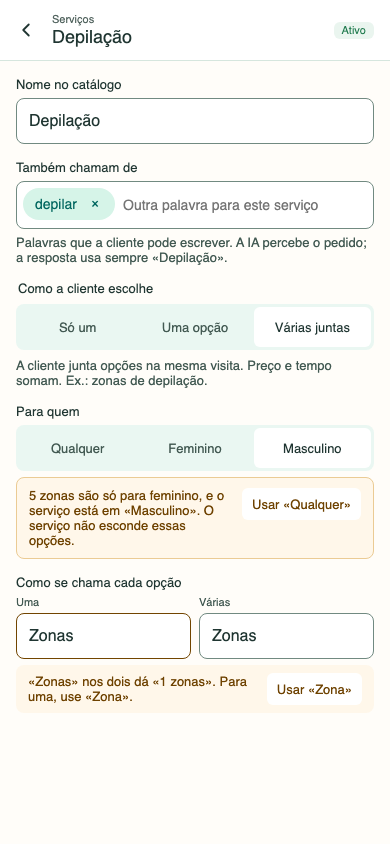 Serviços
Depilação
Ativo
Nome no catálogo
Depilação
Também chamam de
depilar ×
Outra palavra para este serviço
Palavras que a cliente pode escrever. A IA percebe o pedido;
a resposta usa sempre «Depilação».
Como a cliente escolhe
Só um
Uma opção
Várias juntas
A cliente junta opções na mesma visita. Preço e tempo
somam. Ex.: zonas de depilação.
Para quem
Qualquer
Feminino
Masculino
5 zonas são só para feminino, e o
serviço está em «Masculino». O
serviço não esconde essas
opções.
Usar «Qualquer»
Como se chama cada opção
Uma
Várias
Zonas
Zonas
«Zonas» nos dois dá «1 zonas». Para
uma, use «Zona».
Usar «Zona»